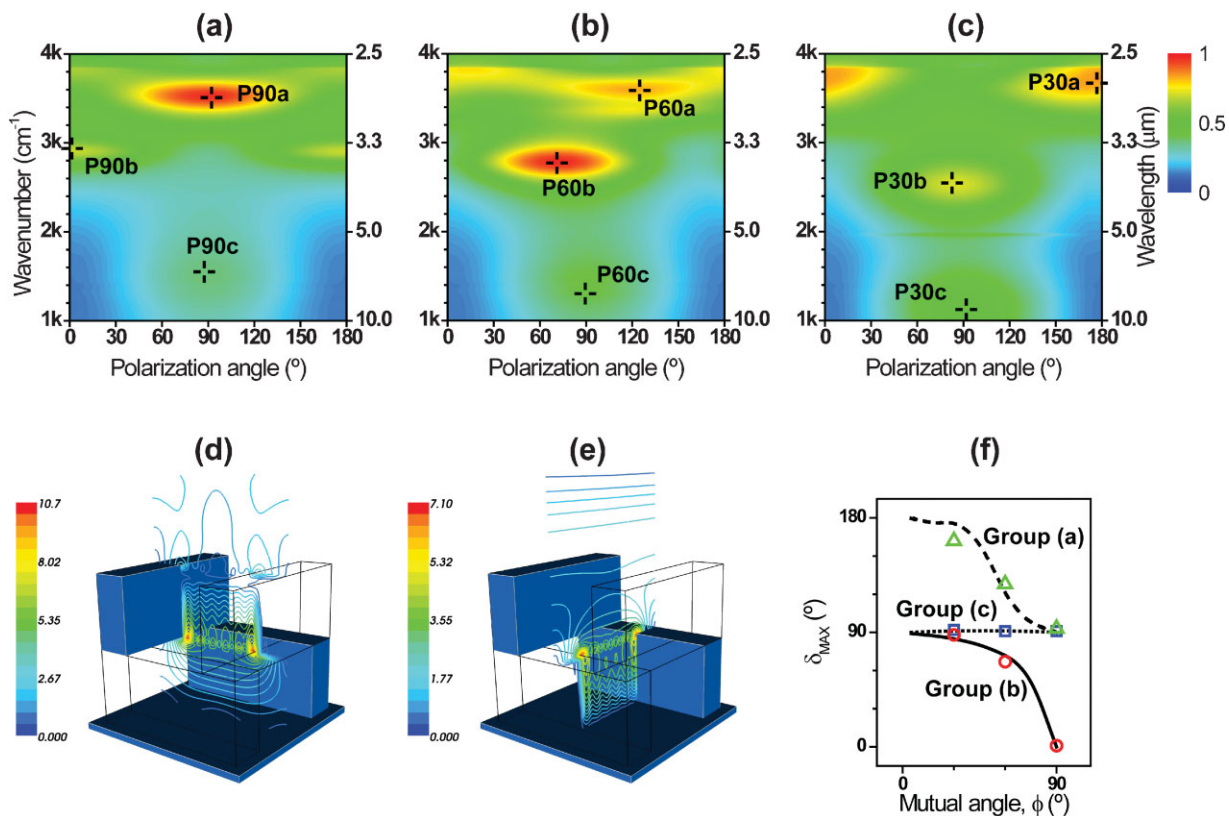 (a)
(b)
(c)
4k
3k
2k
1k
Wavenumber (cm-1)
P90a
P90b
P90c
2.5
3.3
5.0
10.0
0 30 60 90 120 150 180
Polarization angle (º)
4k
3k
2k
1k
P60a
P60b
P60c
2.5
3.3
5.0
10.0
0 30 60 90 120 150 180
Polarization angle (º)
4k
3k
2k
1k
P30a
P30b
P30c
2.5
3.3
5.0
10.0
Wavelength (µm)
0 30 60 90 120 150 180
Polarization angle (º)
1
0.5
0
(d)
10.7
8.02
5.35
2.67
0.000
(e)
7.10
5.32
3.55
1.77
0.000
(f)
180
90
0
δMAX (º)
Group (a)
Group (c)
Group (b)
0 90
Mutual angle, ϕ (º)